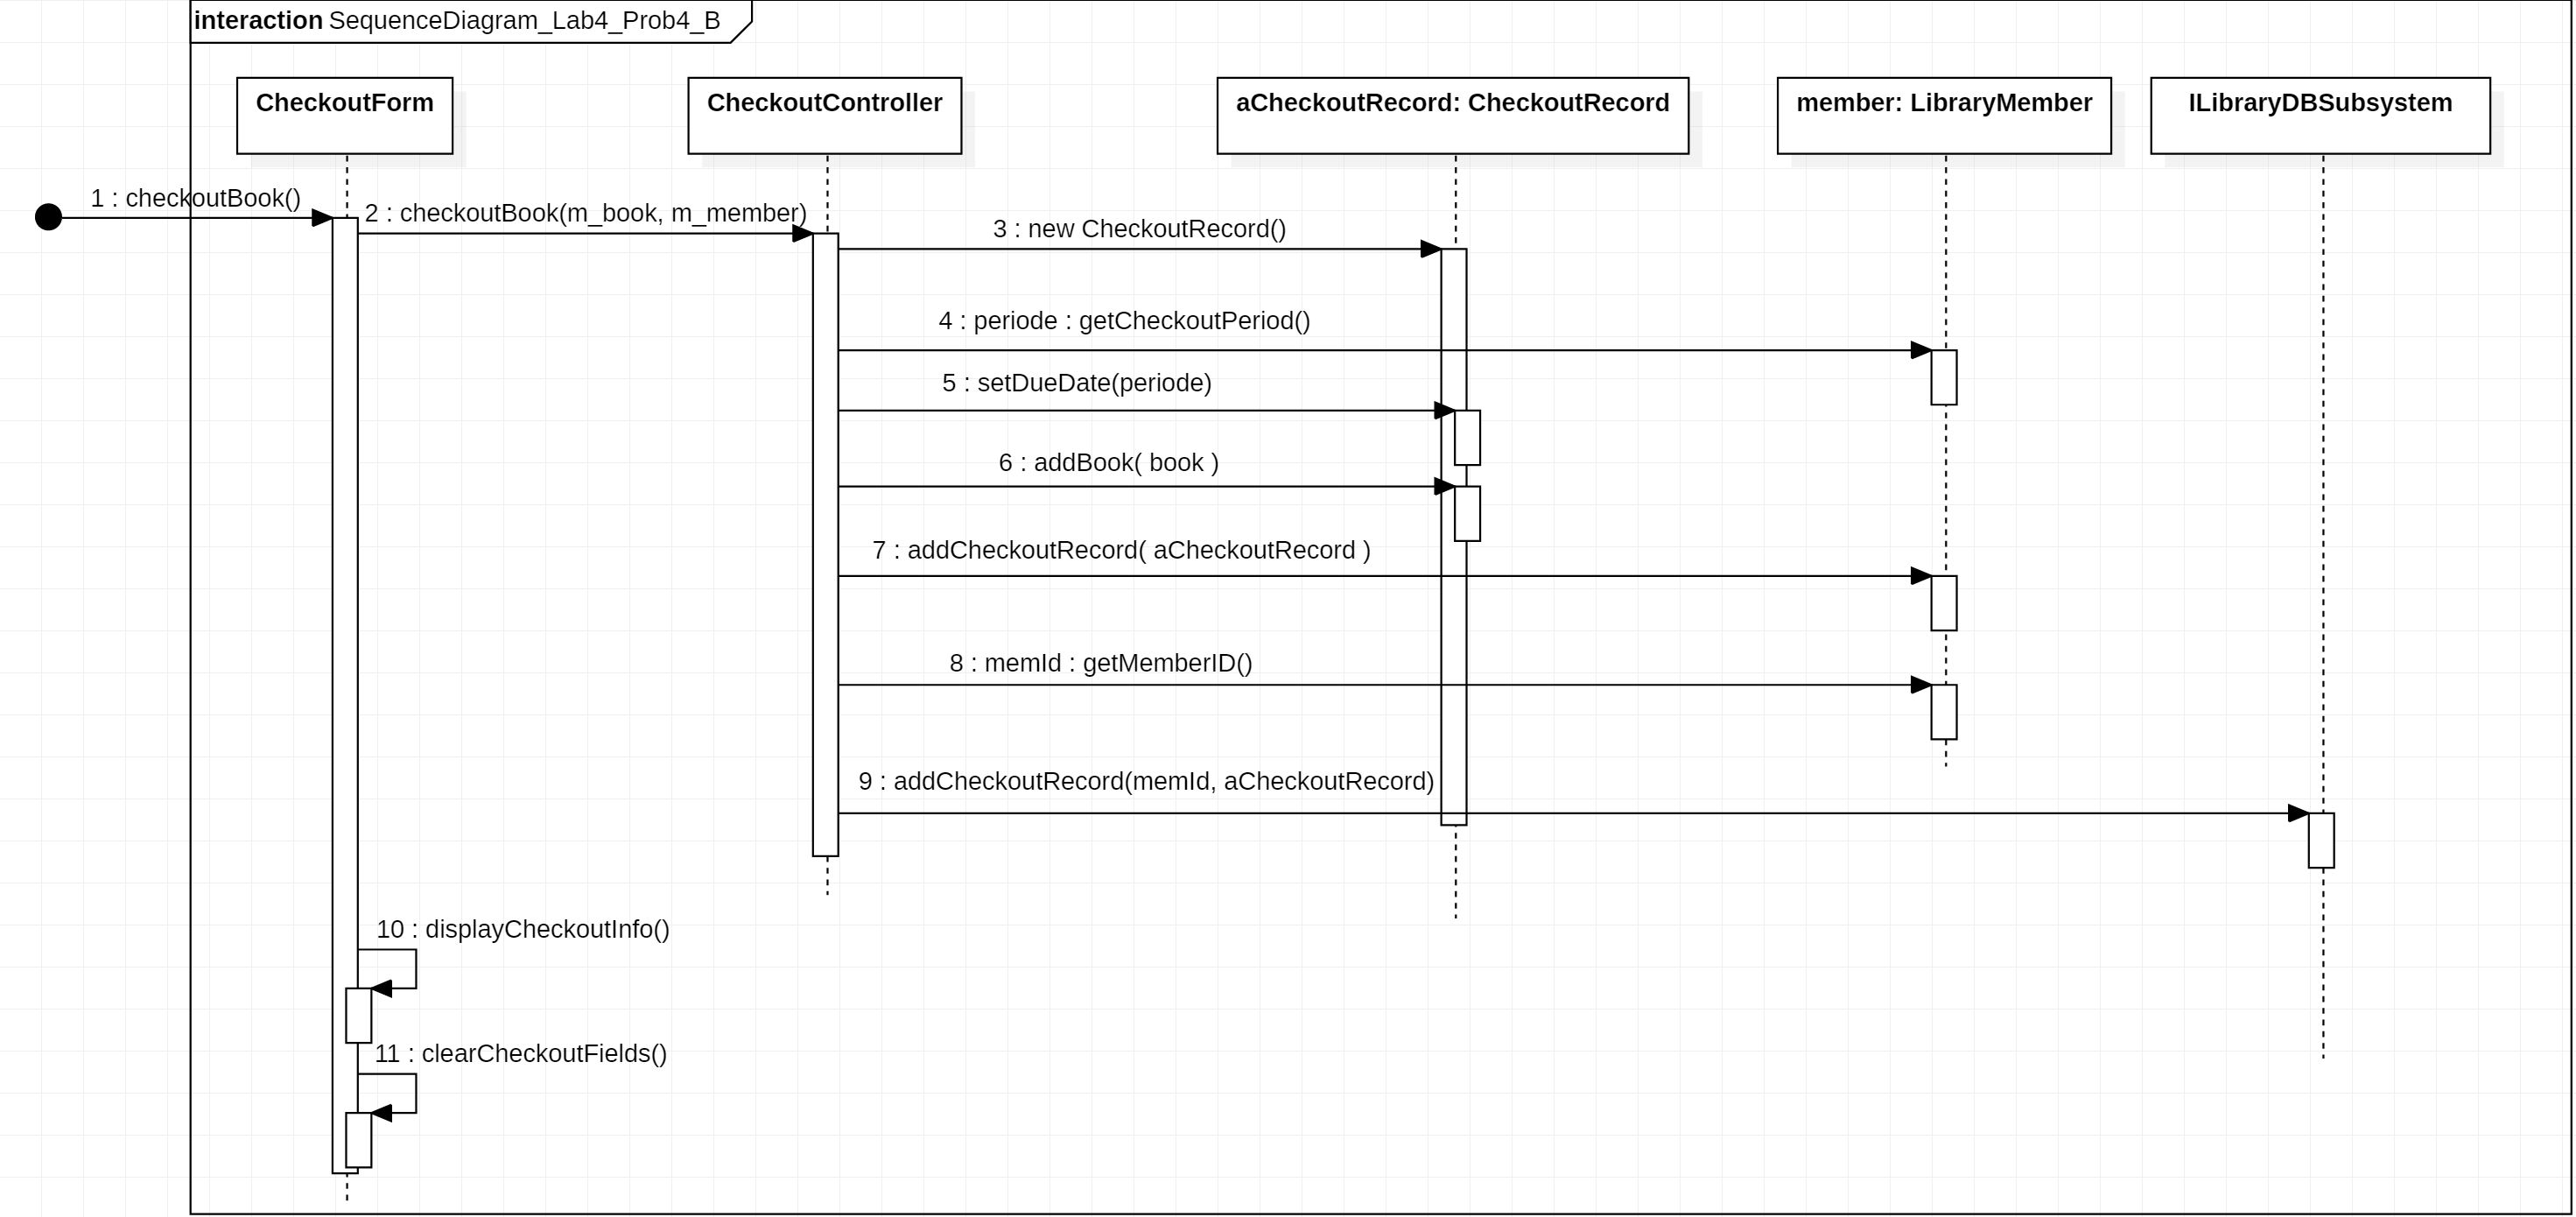 interaction SequenceDiagram_Lab4_Prob4_B
CheckoutForm
CheckoutController
aCheckoutRecord: CheckoutRecord
member: LibraryMember
ILibraryDBSubsystem
1 : checkoutBook()
2 : checkoutBook(m_book, m_member)
3 : new CheckoutRecord()
4 : periode : getCheckoutPeriod()
5 : setDueDate(periode)
6 : addBook( book )
7 : addCheckoutRecord( aCheckoutRecord )
8 : memId : getMemberID()
9 : addCheckoutRecord(memId, aCheckoutRecord)
10 : displayCheckoutInfo()
11 : clearCheckoutFields()